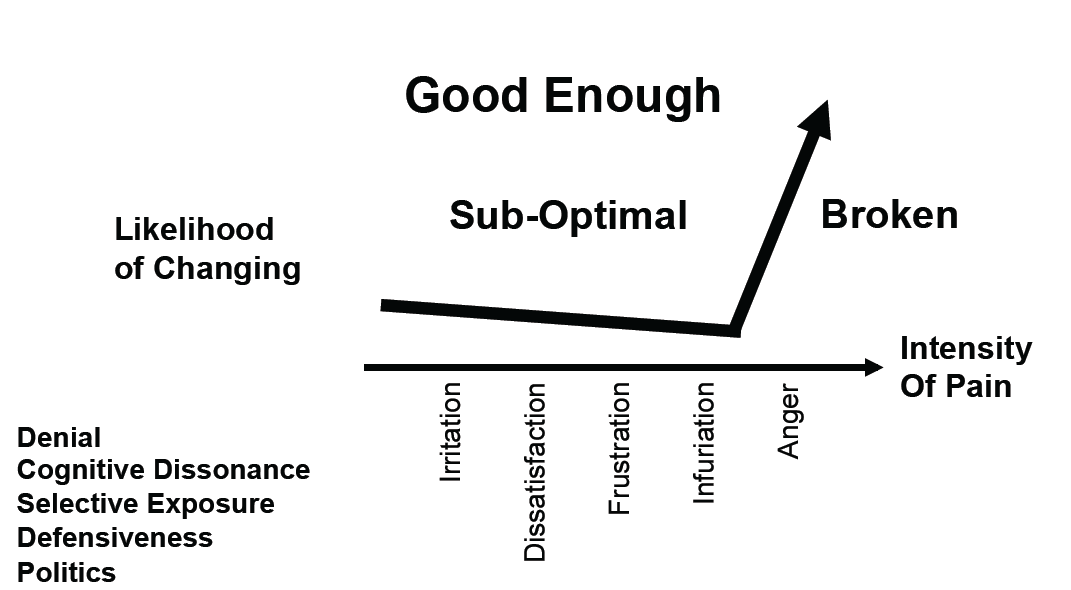 Good Enough
Sub-Optimal
Broken
Likelihood
of Changing
Intensity
Of Pain
Irritation
Dissatisfaction
Frustration
Infuriation
Anger
Denial
Cognitive Dissonance
Selective Exposure
Defensiveness
Politics